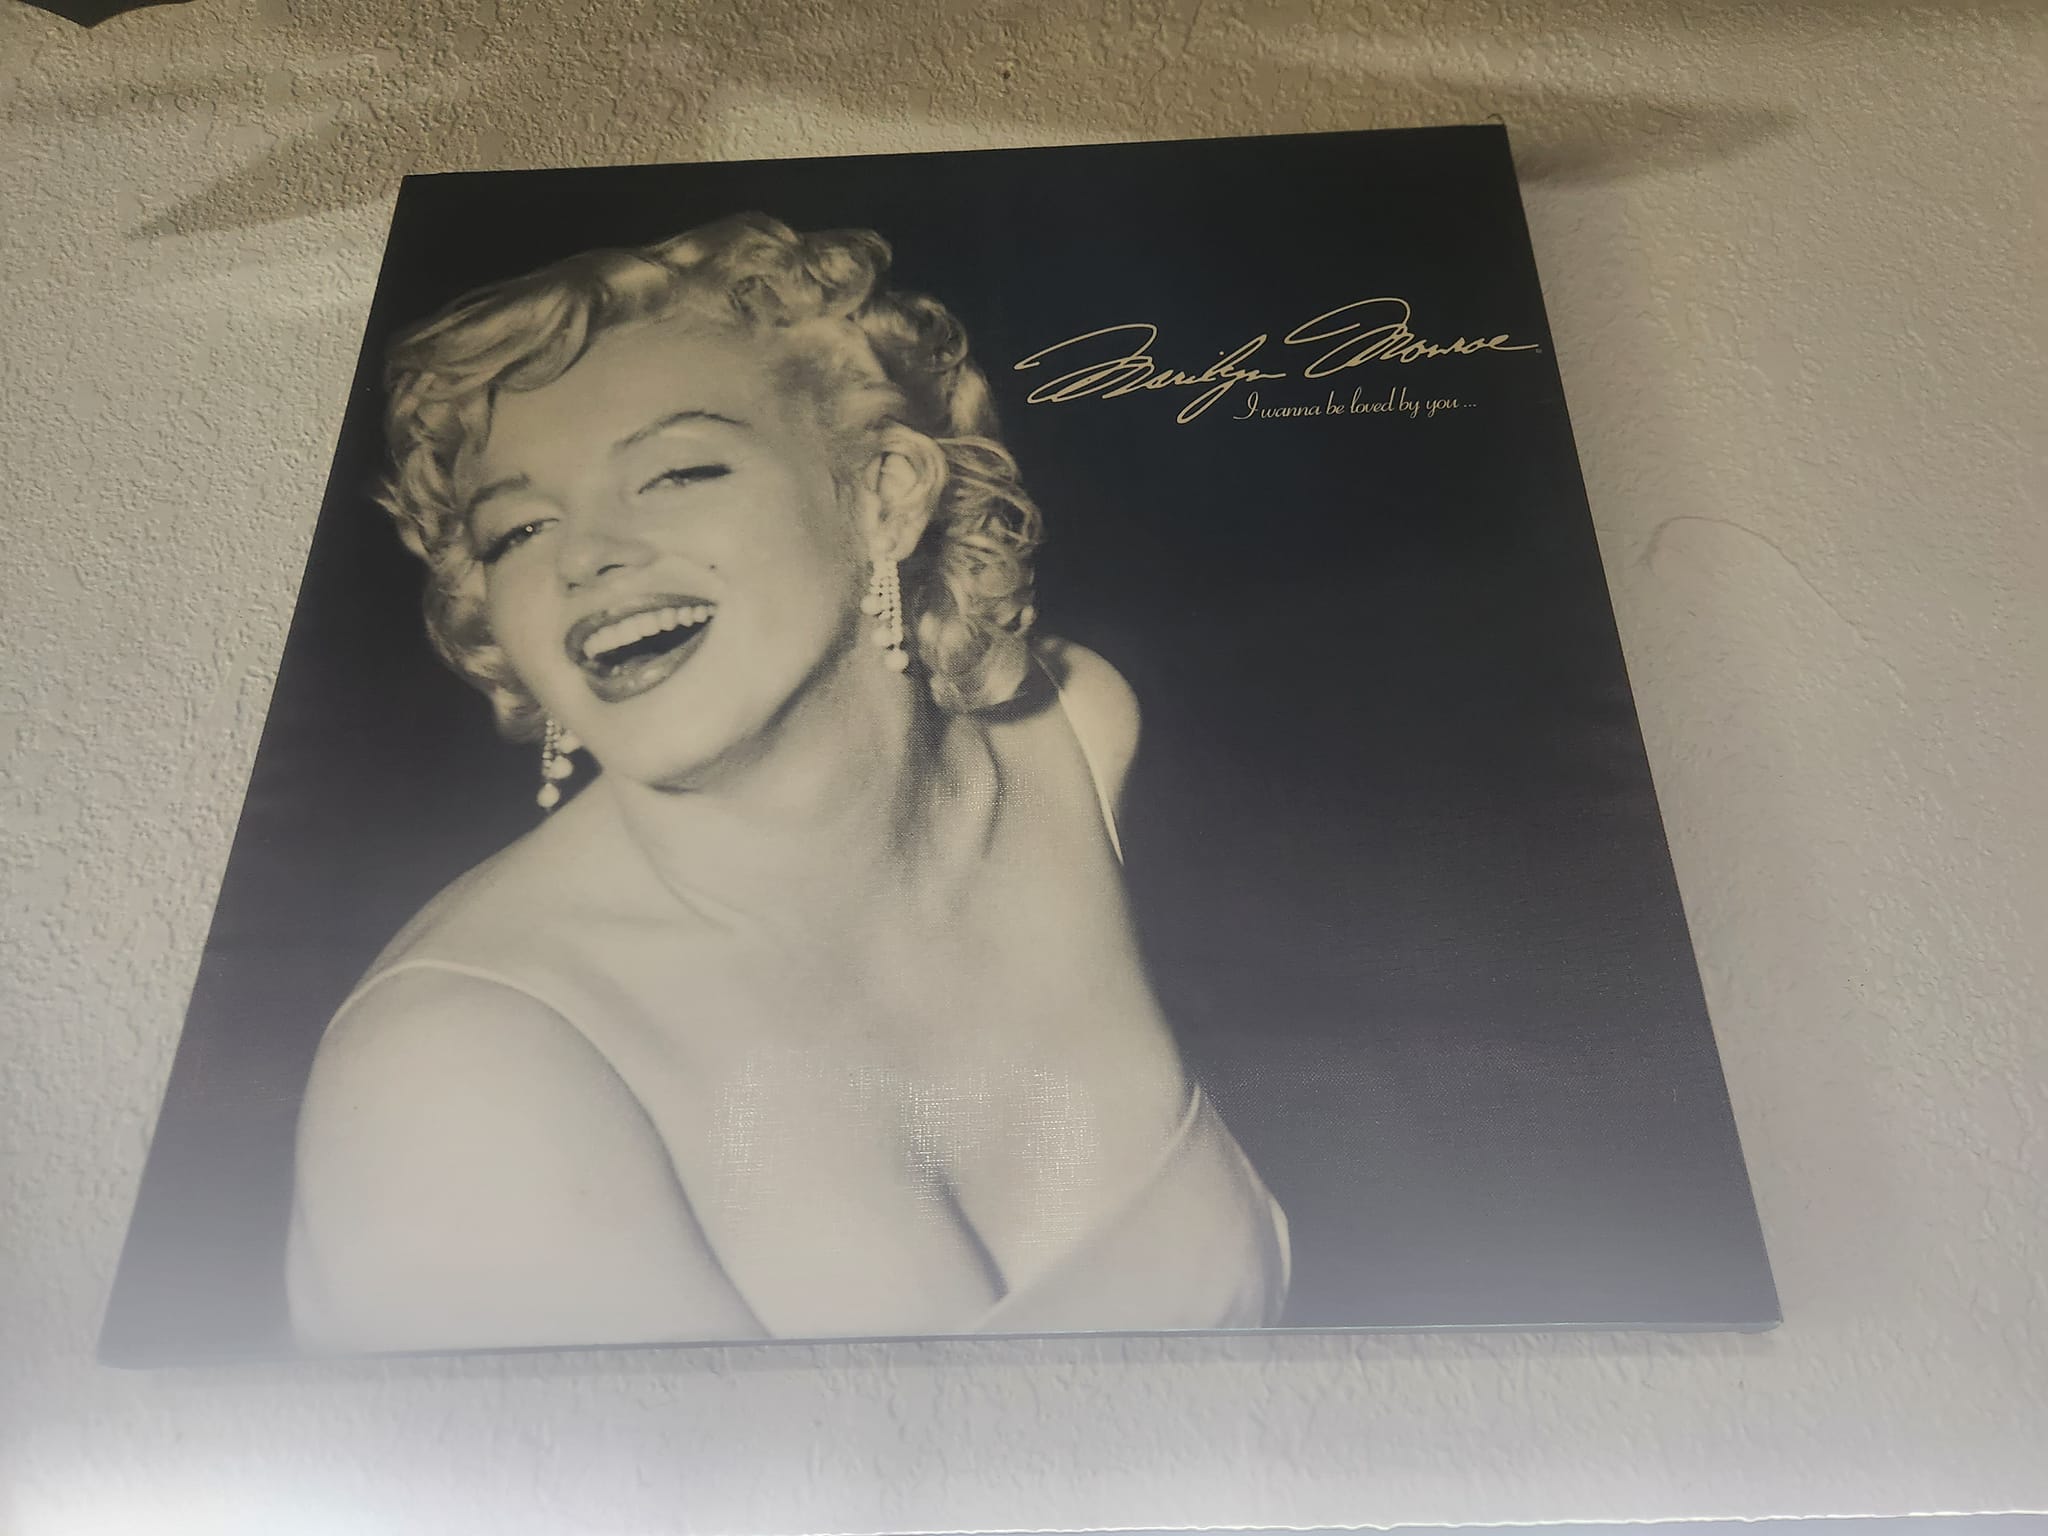 Marilyn Monroe
I wanna be loved by you ...